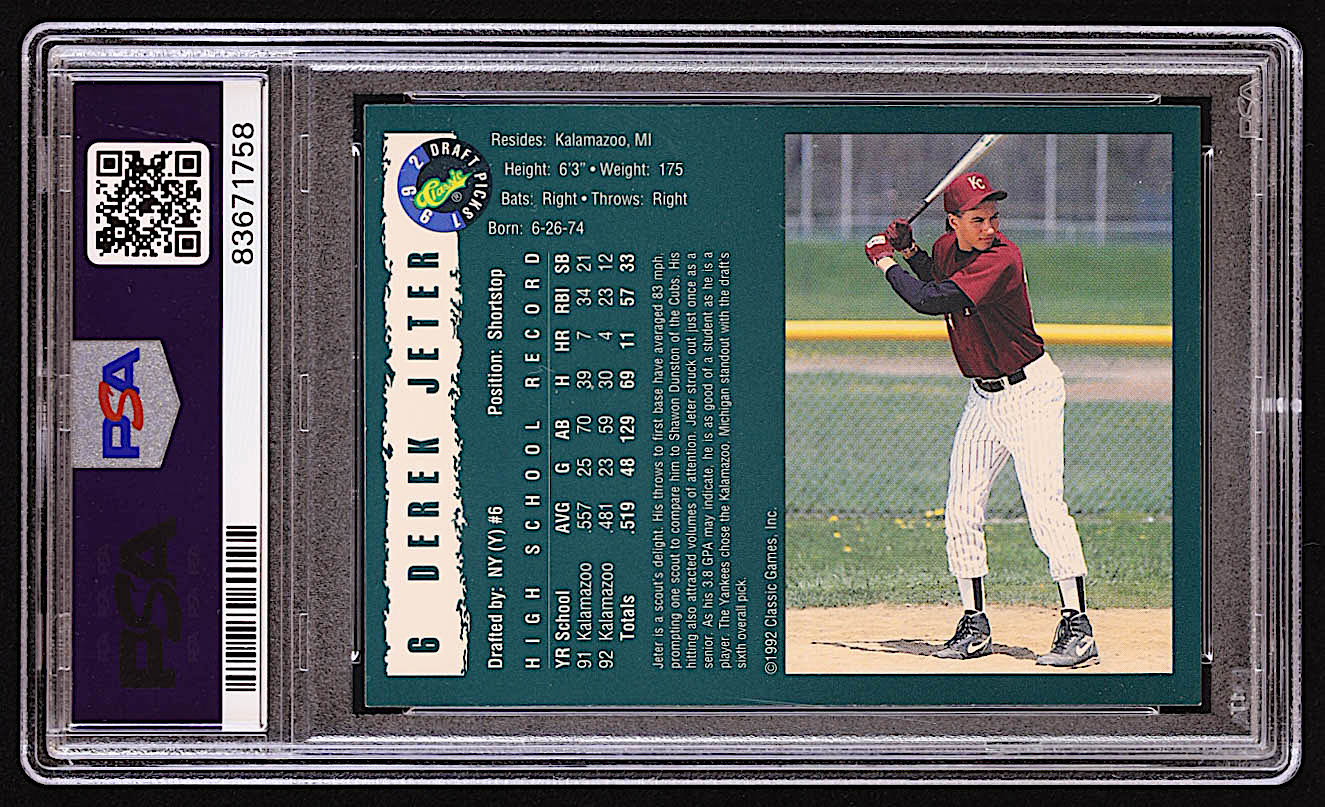 83671758
PSA
PSA
6 DEREK JETER
1992 DRAFT PICKS
Classic
®
Resides: Kalamazoo, MI
Height: 6'3" • Weight: 175
Bats: Right • Throws: Right
Born: 6-26-74
Drafted by: NY (Y) #6 Position: Shortstop
HIGH SCHOOL RECORD
YR School AVG G AB H HR RBI SB
91 Kalamazoo .557 25 70 39 7 34 21
92 Kalamazoo .481 23 59 30 4 23 12
Totals .519 48 129 69 11 57 33
Jeter is a scout's delight. His throws to first base have averaged 83 mph,
prompting one scout to compare him to Shawon Dunston of the Cubs. His
hitting also attracted volumes of attention. Jeter struck out just once as a
senior. As his 3.8 GPA may indicate, he is as good of a student as he is a
player. The Yankees chose the Kalamazoo, Michigan standout with the draft's
sixth overall pick.
©1992 Classic Games, Inc.
KC
PSA